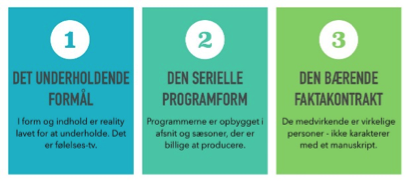 1
DET UNDERHOLDENDE
FORMÅL
I form og indhold er reality
lavet for at underholde. Det
er følelses-tv.
2
DEN SERIELLE
PROGRAMFORM
Programmerne er opbygget i
afsnit og sæsoner, der er
billige at producere.
3
DEN BÆRENDE
FAKTAKONTRAKT
De medvirkende er virkelige
personer - ikke karakterer
med et manuskript.